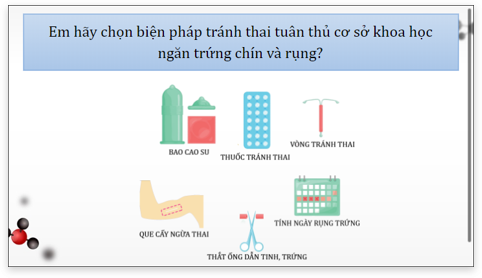 Em hãy chọn biện pháp tránh thai tuân thủ cơ sở khoa học
ngăn trứng chín và rụng?
BAO CAO SU
THUỐC TRÁNH THAI
VÒNG TRÁNH THAI
QUE CẤY NGỪA THAI
THẮT ỐNG DẪN TINH, TRỨNG
TÍNH NGÀY RỤNG TRỨNG